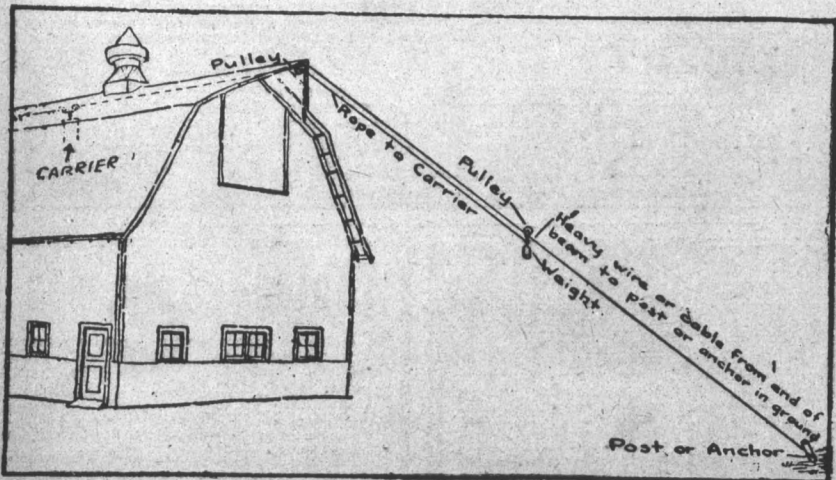 Pulley
CARRIER
Rope to Carrier
Pulley
Heavy wire or cable from end of
beam to post or anchor in ground
Weight
Post or Anchor